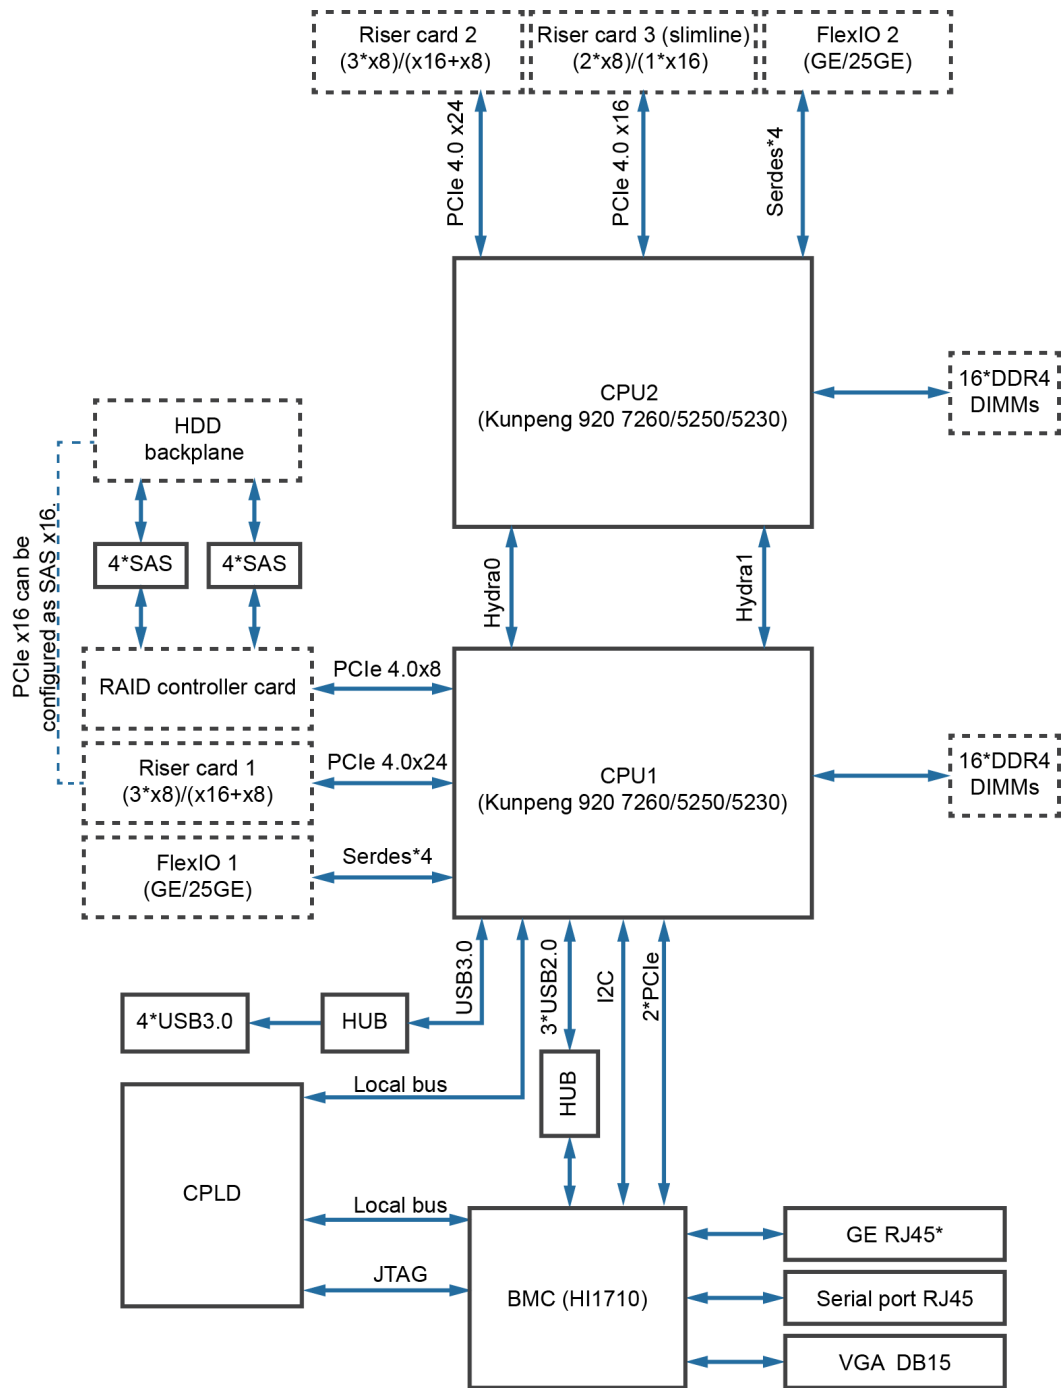 Riser card 2
(3*x8)/(x16+x8)
Riser card 3 (slimline)
(2*x8)/(1*x16)
FlexIO 2
(GE/25GE)
PCIe 4.0 x24
PCIe 4.0 x16
Serdes*4
CPU2
(Kunpeng 920 7260/5250/5230)
16*DDR4
DIMMs
HDD
backplane
PCIe x16 can be
configured as SAS x16.
4*SAS
4*SAS
Hydra0
Hydra1
RAID controller card
PCIe 4.0x8
Riser card 1
(3*x8)/(x16+x8)
PCIe 4.0x24
CPU1
(Kunpeng 920 7260/5250/5230)
16*DDR4
DIMMs
FlexIO 1
(GE/25GE)
Serdes*4
USB3.0
3*USB2.0
I2C
2*PCIe
4*USB3.0
HUB
HUB
Local bus
CPLD
Local bus
JTAG
BMC (HI1710)
GE RJ45*
Serial port RJ45
VGA  DB15